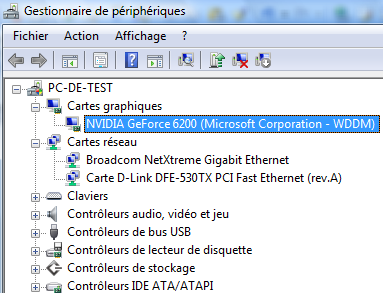 Gestionnaire de périphériques
Fichier Action Affichage ?
PC-DE-TEST
Cartes graphiques
NVIDIA GeForce 6200 (Microsoft Corporation - WDDM)
Cartes réseau
Broadcom NetXtreme Gigabit Ethernet
Carte D-Link DFE-530TX PCI Fast Ethernet (rev.A)
Claviers
Contrôleurs audio, vidéo et jeu
Contrôleurs de bus USB
Contrôleurs de lecteur de disquette
Contrôleurs de stockage
Contrôleurs IDE ATA/ATAPI